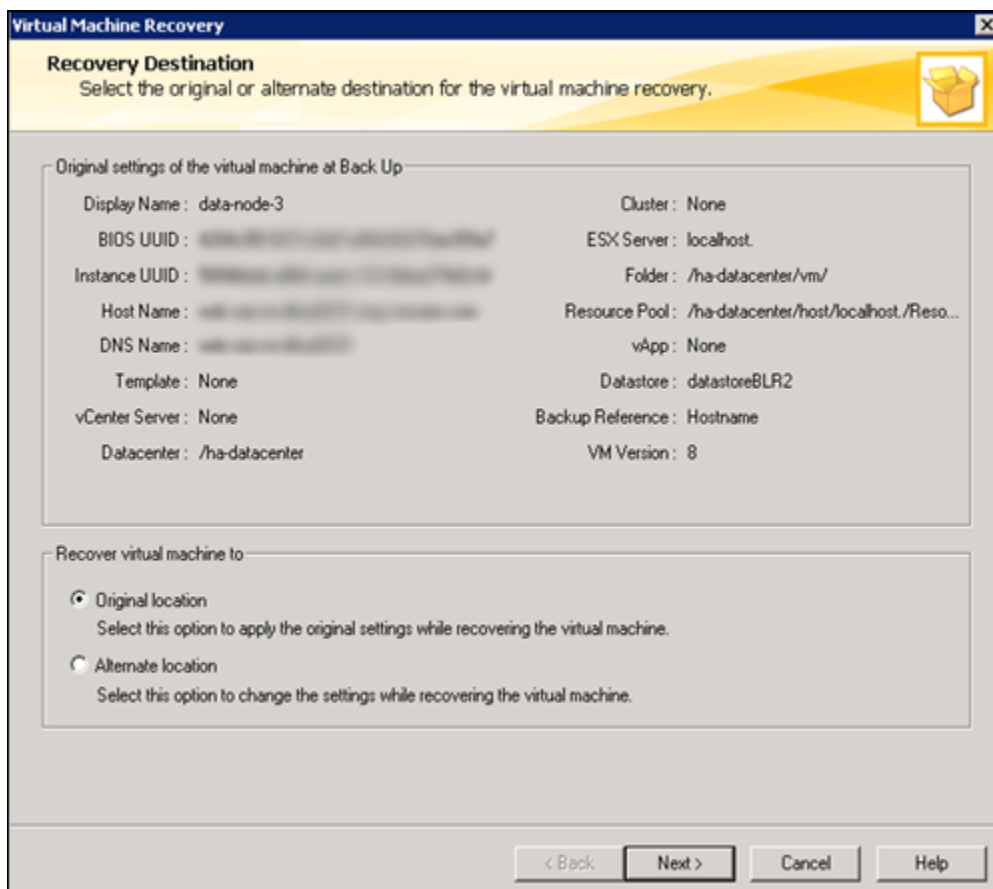 Virtual Machine Recovery
Recovery Destination
Select the original or alternate destination for the virtual machine recovery.
Original settings of the virtual machine at Back Up
Display Name : data-node-3
BIOS UUID :
Instance UUID :
Host Name :
DNS Name :
Template : None
vCenter Server : None
Datacenter : /ha-datacenter
Cluster : None
ESX Server : localhost.
Folder : /ha-datacenter/vm/
Resource Pool : /ha-datacenter/host/localhost./Reso...
vApp : None
Datastore : datastoreBLR2
Backup Reference : Hostname
VM Version : 8
Recover virtual machine to
Original location
Select this option to apply the original settings while recovering the virtual machine.
Alternate location
Select this option to change the settings while recovering the virtual machine.
< Back Next > Cancel Help